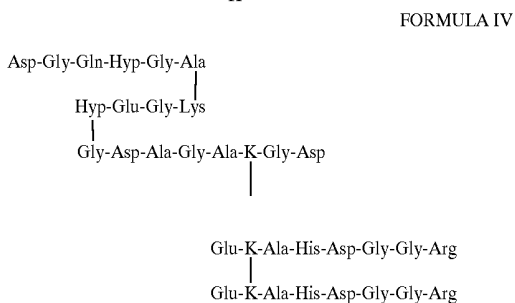 FORMULA IV
Asp-Gly-Gln-Hyp-Gly-Ala
Hyp-Glu-Gly-Lys
Gly-Asp-Ala-Gly-Ala-K-Gly-Asp
Glu-K-Ala-His-Asp-Gly-Gly-Arg
Glu-K-Ala-His-Asp-Gly-Gly-Arg